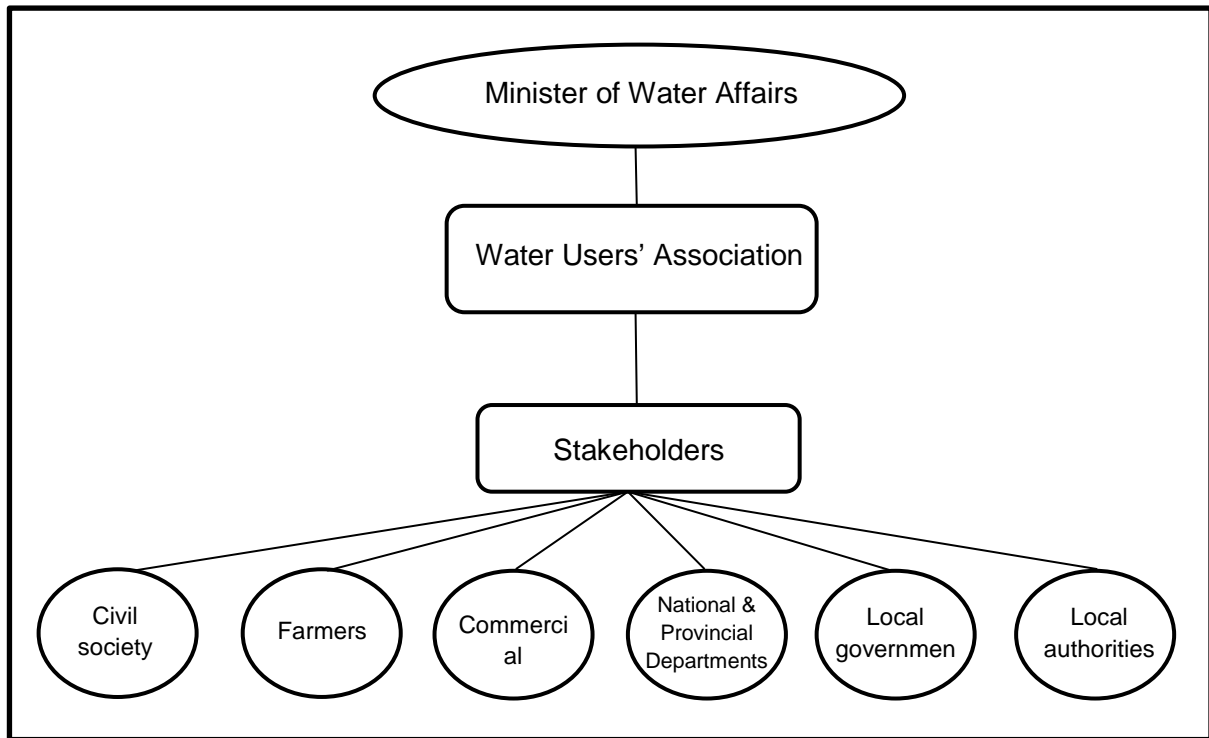 Minister of Water Affairs
Water Users’ Association
Stakeholders
Civil
society
Farmers
Commerci
al
National &
Provincial
Departments
Local
governmen
Local
authorities